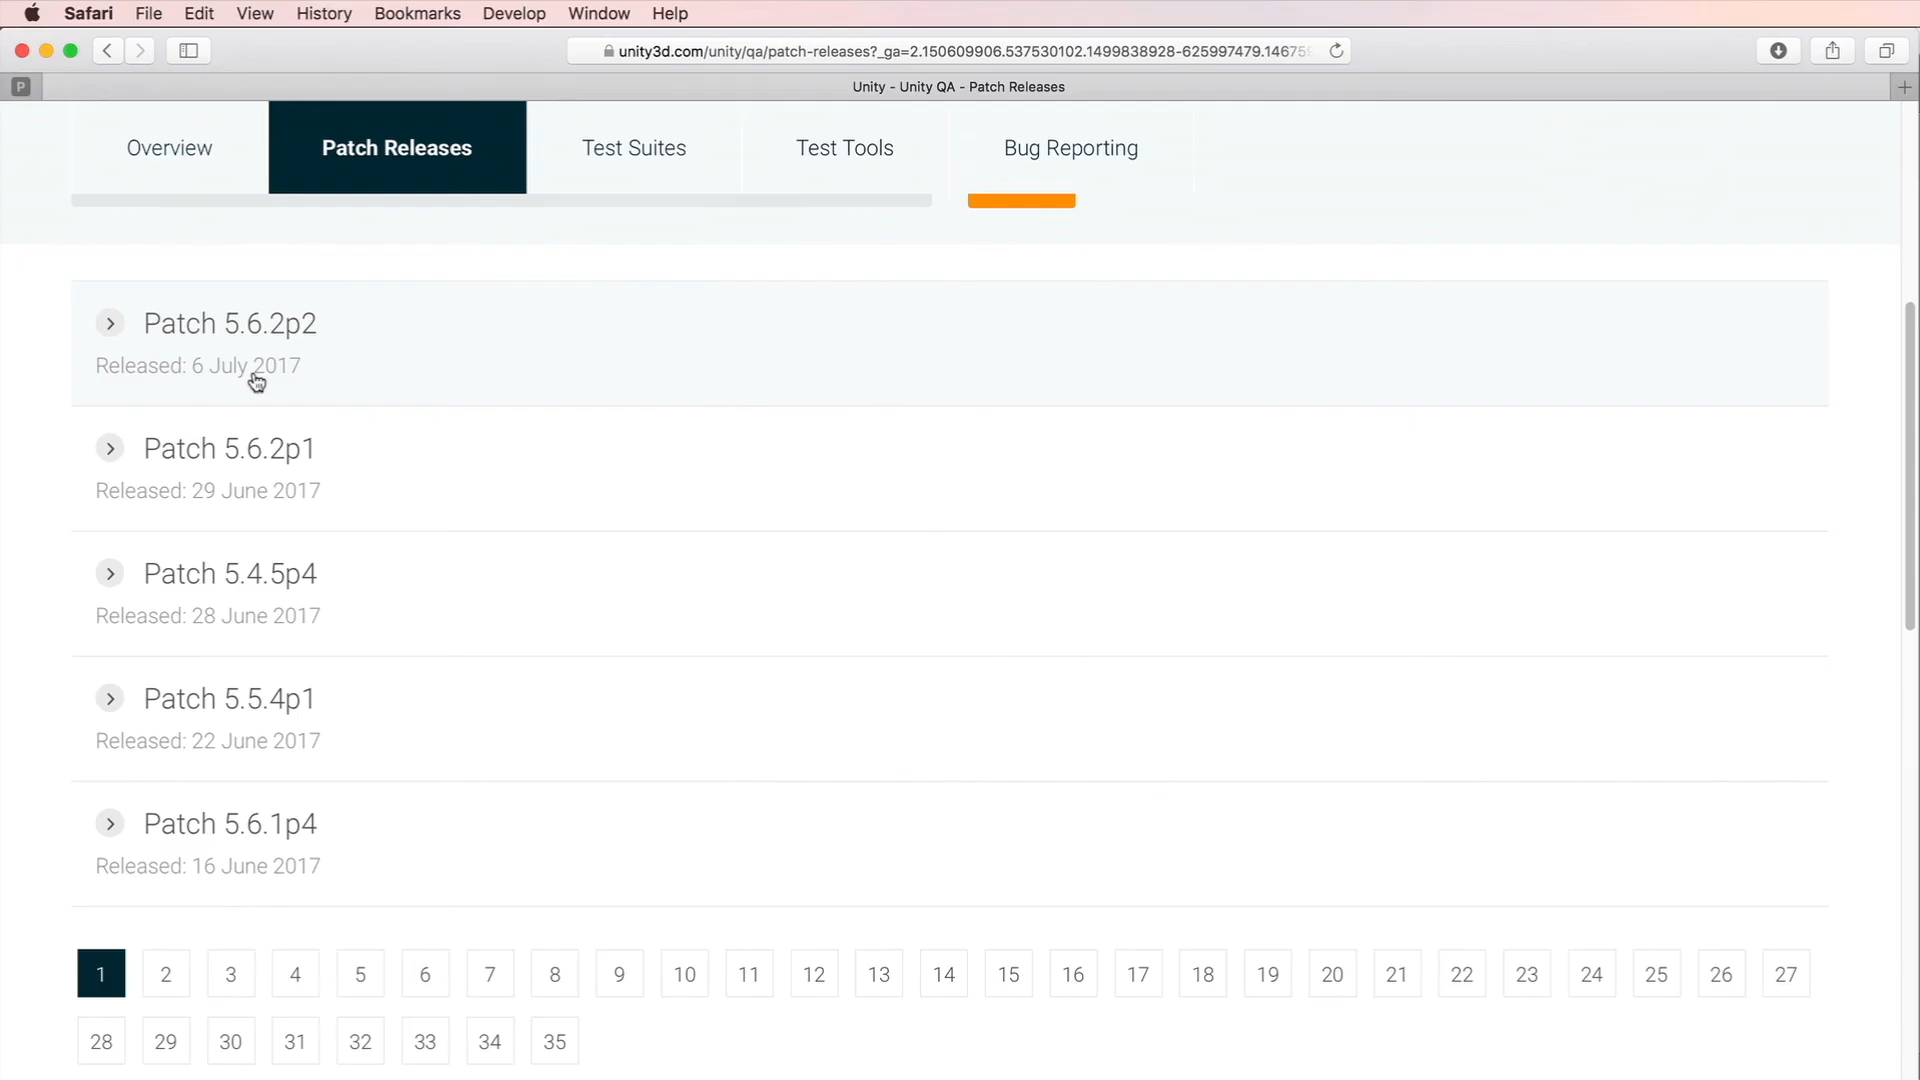 Safari File Edit View History Bookmarks Develop Window Help
unity3d.com/unity/qa/patch-releases?_ga=2.150609906.537530102.1499838928-625997479.14675
P
Unity - Unity QA - Patch Releases
Overview Patch Releases Test Suites Test Tools Bug Reporting
Patch 5.6.2p2
Released: 6 July 2017
Patch 5.6.2p1
Released: 29 June 2017
Patch 5.4.5p4
Released: 28 June 2017
Patch 5.5.4p1
Released: 22 June 2017
Patch 5.6.1p4
Released: 16 June 2017
1 2 3 4 5 6 7 8 9 10 11 12 13 14 15 16 17 18 19 20 21 22 23 24 25 26 27
28 29 30 31 32 33 34 35